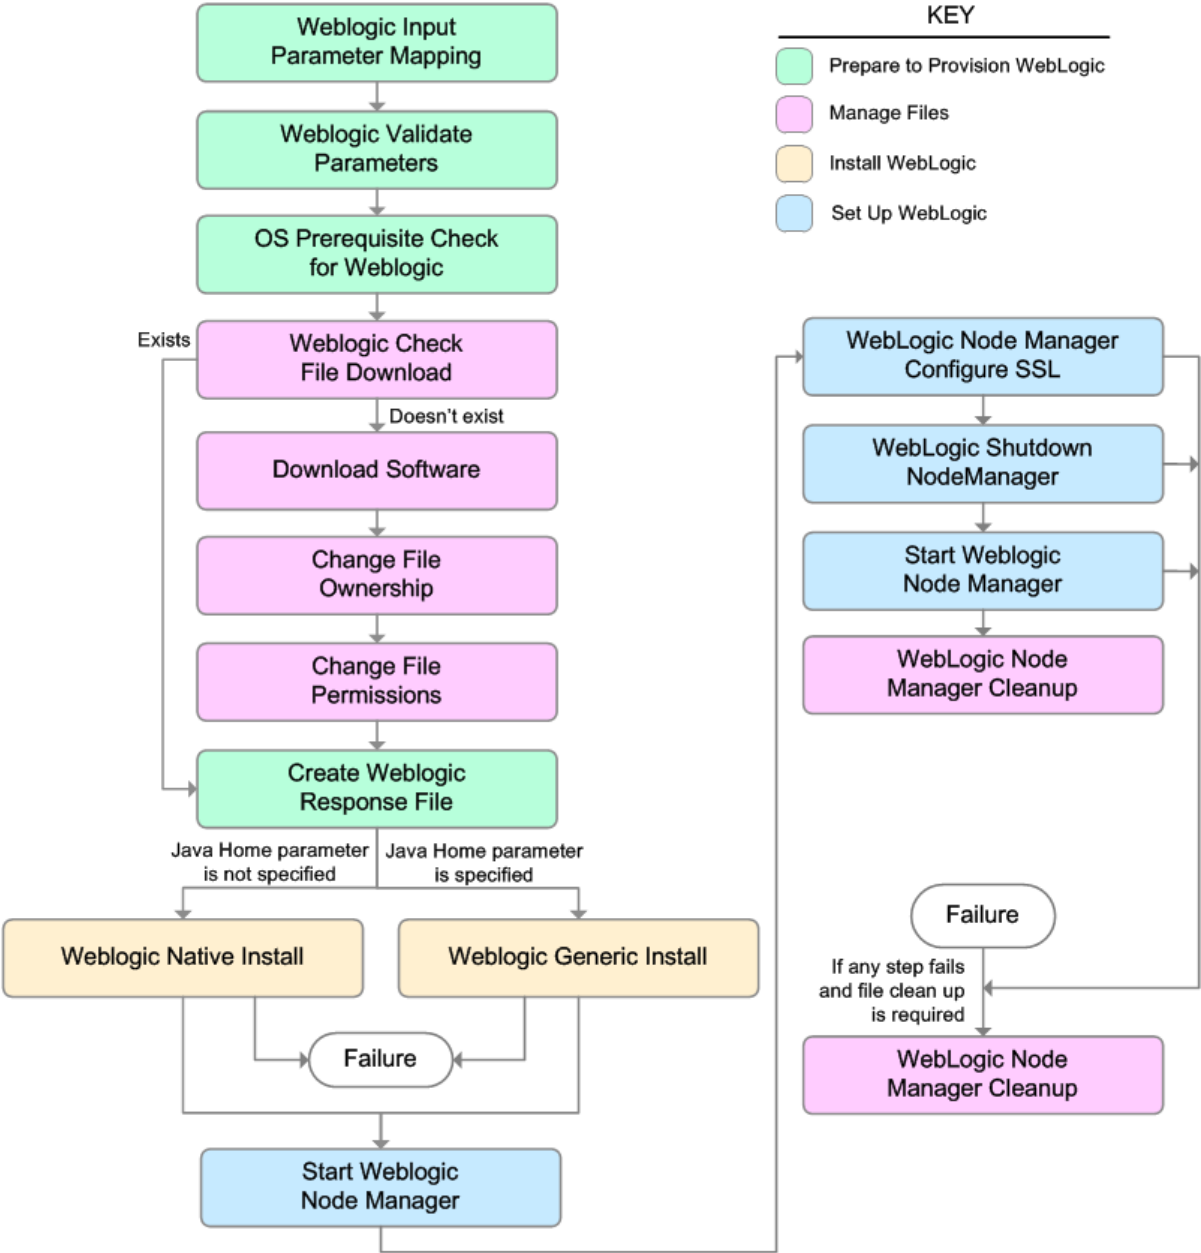 Weblogic Input
Parameter Mapping
Weblogic Validate
Parameters
OS Prerequisite Check
for Weblogic
Exists
Weblogic Check
File Download
Doesn't exist
Download Software
Change File
Ownership
Change File
Permissions
Create Weblogic
Response File
Java Home parameter
is not specified
Java Home parameter
is specified
Weblogic Native Install
Weblogic Generic Install
Failure
Start Weblogic
Node Manager
KEY
Prepare to Provision WebLogic
Manage Files
Install WebLogic
Set Up WebLogic
WebLogic Node Manager
Configure SSL
WebLogic Shutdown
NodeManager
Start Weblogic
Node Manager
WebLogic Node
Manager Cleanup
Failure
If any step fails
and file clean up
is required
WebLogic Node
Manager Cleanup